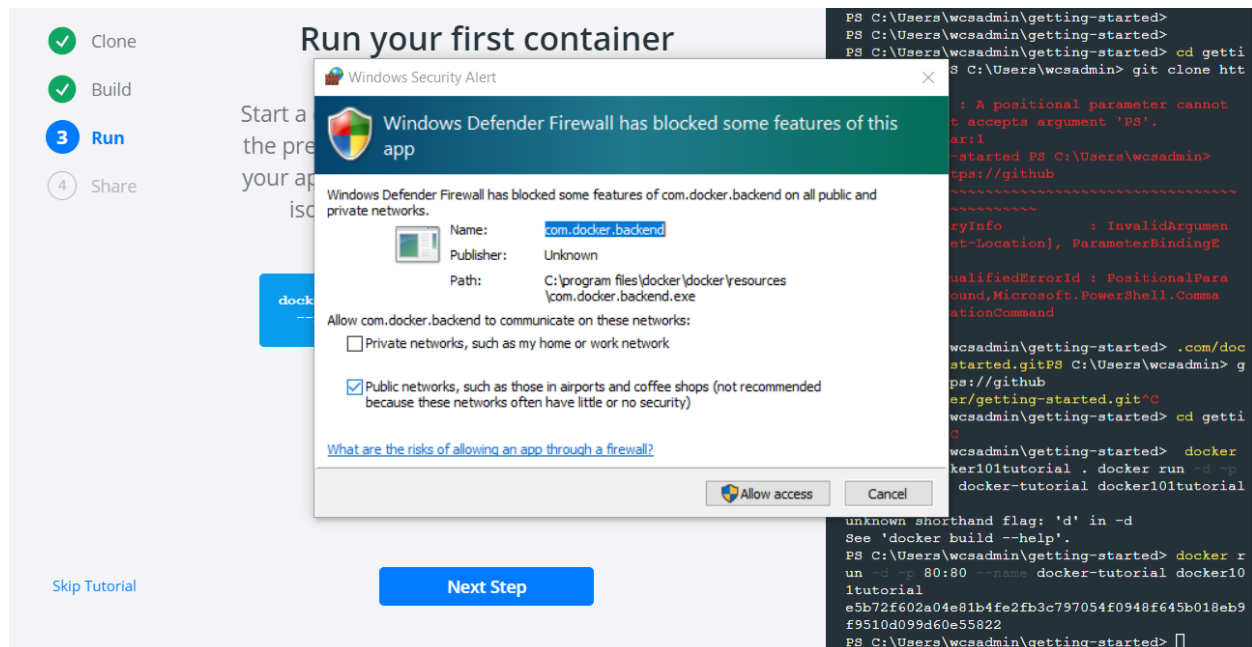 Clone
Build
3 Run
4 Share
Skip Tutorial
Run your first container
Start a
the pre
your ap
isc
dock
Next Step
Windows Security Alert
Windows Defender Firewall has blocked some features of this
app
Windows Defender Firewall has blocked some features of com.docker.backend on all public and
private networks.
Name: com.docker.backend
Publisher: Unknown
Path: C:\program files\docker\docker\resources
\com.docker.backend.exe
Allow com.docker.backend to communicate on these networks:
Private networks, such as my home or work network
Public networks, such as those in airports and coffee shops (not recommended
because these networks often have little or no security)
What are the risks of allowing an app through a firewall?
Allow access
Cancel
PS C:\Users\wcsadmin\getting-started>
PS C:\Users\wcsadmin\getting-started>
PS C:\Users\wcsadmin\getting-started> cd getti
S C:\Users\wcsadmin> git clone htt
: A positional parameter cannot
t accepts argument 'PS'.
ar:1
-started PS C:\Users\wcsadmin>
tps://github
~~~~~~~~~~~~~~~~~~~~~~~~~~~~~~~~~
~~~~~~~~~~
ryInfo : InvalidArgumen
et-Location], ParameterBindingE
ualifiedErrorId : PositionalPara
ound,Microsoft.PowerShell.Comma
ationCommand
wcsadmin\getting-started> .com/doc
started.gitPS C:\Users\wcsadmin> g
ps://github
er/getting-started.git^C
wcsadmin\getting-started> cd getti
C
wcsadmin\getting-started> docker
ker101tutorial . docker run -d -p
docker-tutorial docker101tutorial
unknown shorthand flag: 'd' in -d
See 'docker build --help'.
PS C:\Users\wcsadmin\getting-started> docker r
un -d -p 80:80 --name docker-tutorial docker10
1tutorial
e5b72f602a04e81b4fe2fb3c797054f0948f645b018eb9
f9510d099d60e55822
PS C:\Users\wcsadmin\getting-started>